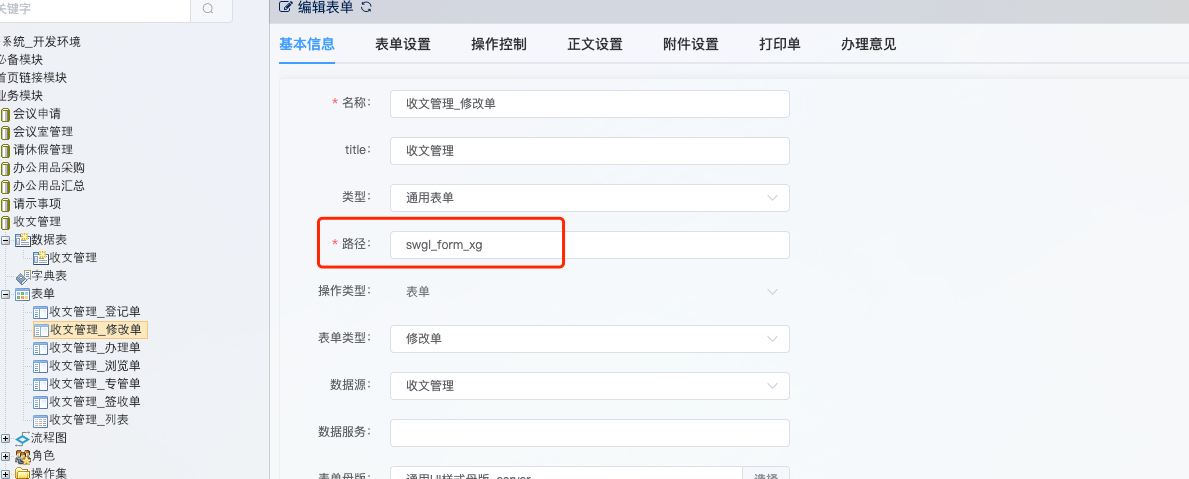 关键字
编辑表单
系统_开发环境
必备模块
首页链接模块
业务模块
会议申请
会议室管理
请休假管理
办公用品采购
办公用品汇总
请示事项
收文管理
数据表
收文管理
字典表
表单
收文管理_登记单
收文管理_修改单
收文管理_办理单
收文管理_浏览单
收文管理_专管单
收文管理_签收单
收文管理_列表
流程图
角色
操作集
基本信息 表单设置 操作控制 正文设置 附件设置 打印单 办理意见
* 名称: 收文管理_修改单
title: 收文管理
类型: 通用表单
* 路径: swgl_form_xg
操作类型: 表单
表单类型: 修改单
数据源: 收文管理
数据服务:
表单母版: 通用UI样式母版_server 选择